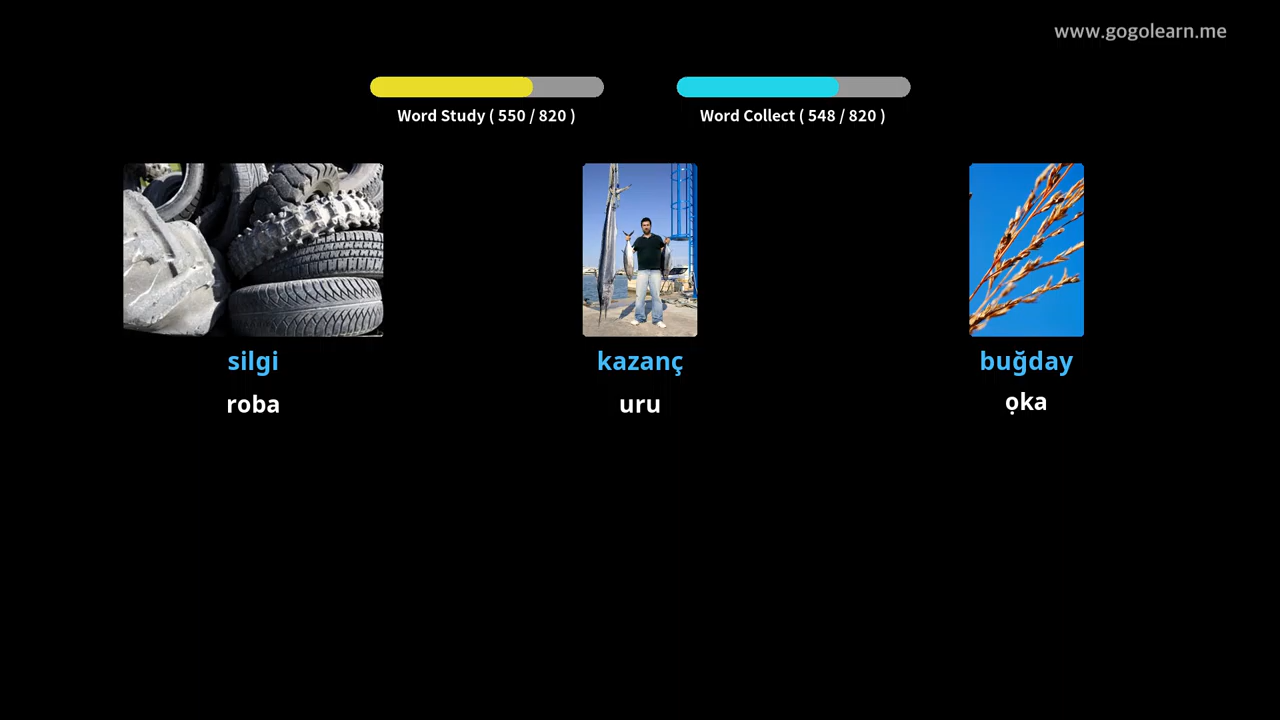 www.gogolearn.me
Word Study ( 550 / 820 )
Word Collect ( 548 / 820 )
silgi
roba
kazanç
uru
buğday
ọka